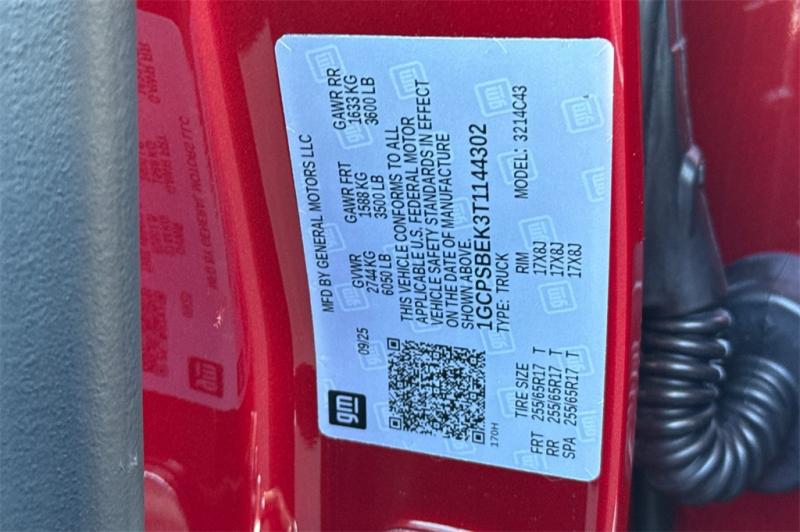 gm
09/25
MFD BY GENERAL MOTORS LLC
GVWR GAWR FRT GAWR RR
2744 KG 1588 KG 1633 KG
6050 LB 3500 LB 3600 LB
THIS VEHICLE CONFORMS TO ALL
APPLICABLE U.S. FEDERAL MOTOR
VEHICLE SAFETY STANDARDS IN EFFECT
ON THE DATE OF MANUFACTURE
SHOWN ABOVE.
1GCPSBEK3T1144302
TYPE: TRUCK MODEL: 3214C43
170H
TIRE SIZE RIM
FRT 255/65R17 T 17X8J
RR 255/65R17 T 17X8J
SPA 255/65R17 T 17X8J